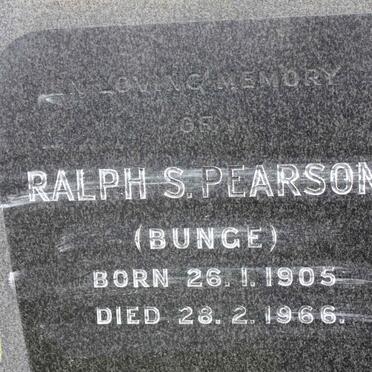 IN LOVING MEMORY
OF
RALPH S. PEARSON
(BUNGE)
BORN 26.1.1905
DIED 28.2.1966.